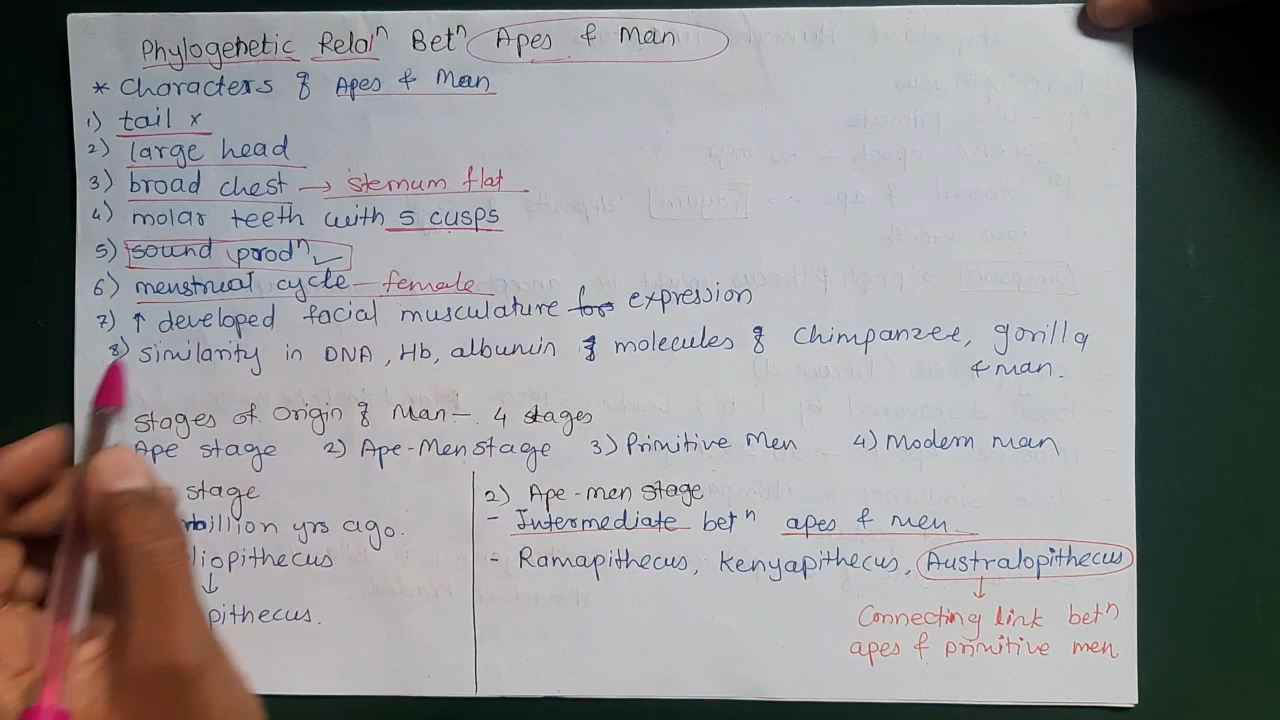 Phylogenetic Relaⁿ Betⁿ Apes & Man
* Characters of Apes & Man
1) tail x
2) large head
3) broad chest → sternum flat
4) molar teeth with 5 cusps
5) sound prodⁿ ✓
6) menstrual cycle - female
7) ↑ developed facial musculature for expression
8) similarity in DNA, Hb, albumin molecules of Chimpanzee, gorilla
& man.
Stages of Origin of Man - 4 stages
Ape stage 2) Ape-Men stage 3) Primitive Men 4) Modern man
stage
yrs ago.
liopithecus
↓
pithecus.
2) Ape-men stage
- Intermediate betⁿ apes & men
- Ramapithecus, Kenyapithecus, Australopithecus
↓
Connecting link betⁿ
apes & primitive men